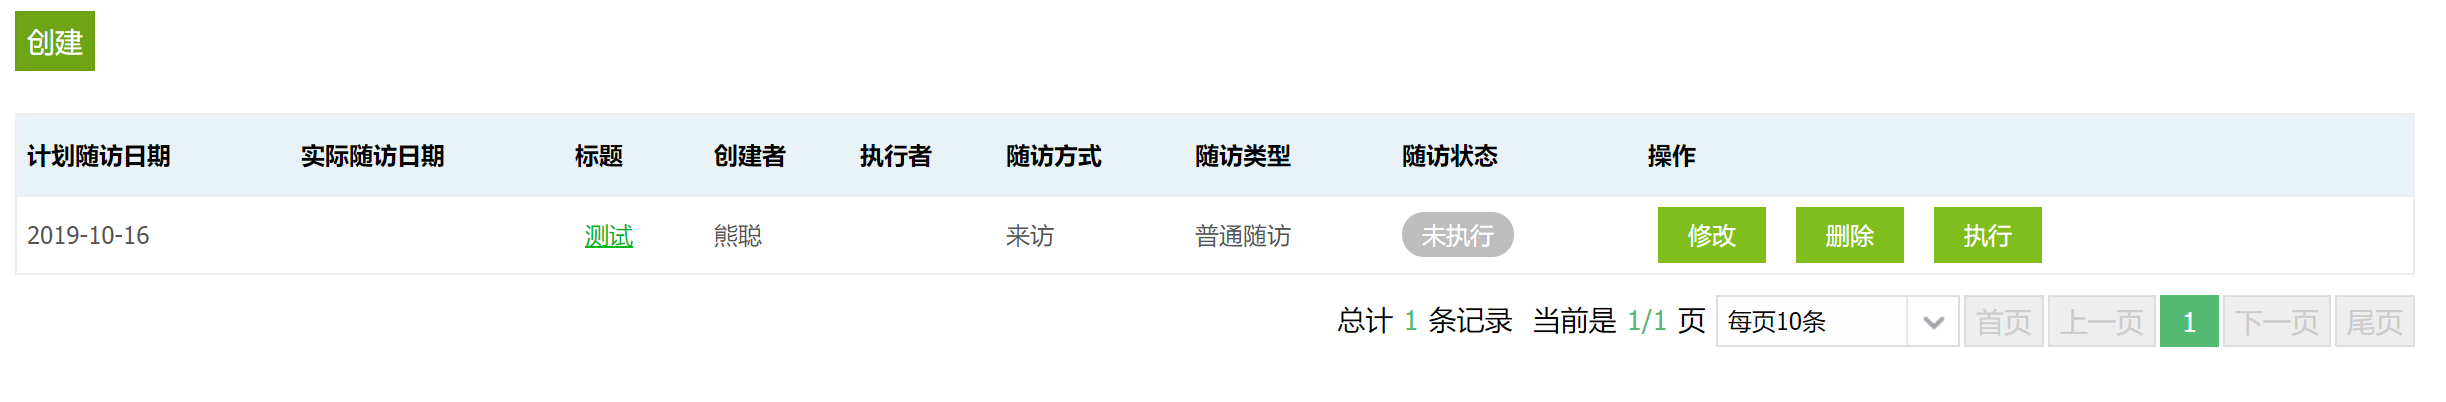 创建
计划随访日期 实际随访日期 标题 创建者 执行者 随访方式 随访类型 随访状态 操作
2019-10-16 测试 熊聪 来访 普通随访 未执行 修改 删除 执行
总计 1 条记录 当前是 1/1 页 每页10条 首页 上一页 1 下一页 尾页